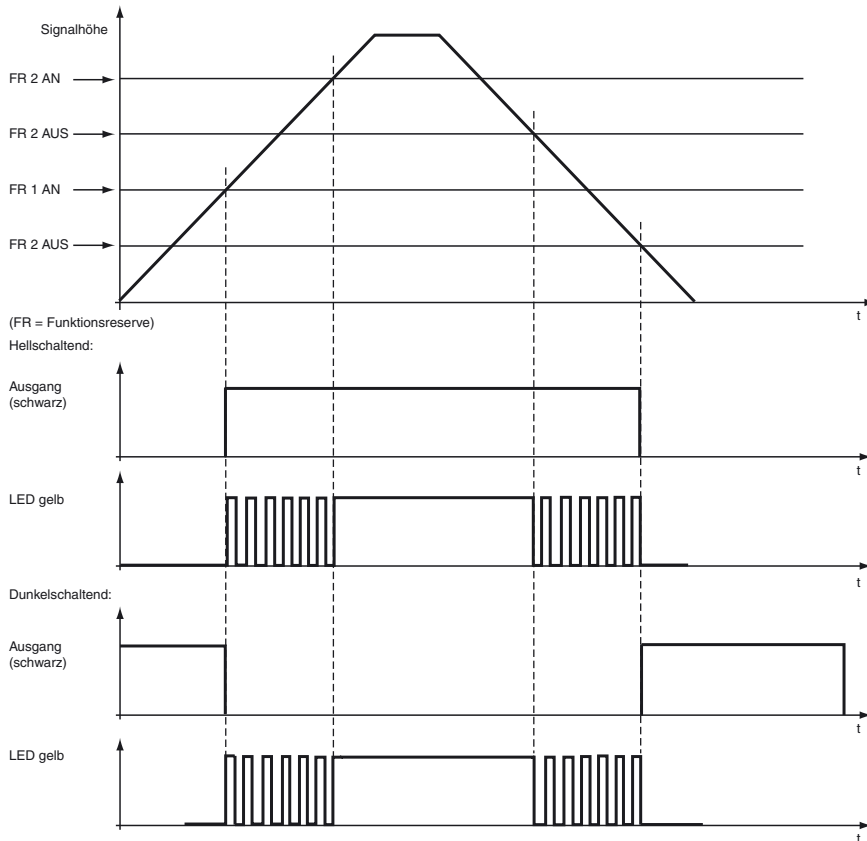 Signalhöhe
FR 2 AN
FR 2 AUS
FR 1 AN
FR 2 AUS
t
(FR = Funktionsreserve)
Hellschaltend:
Ausgang
(schwarz)
t
LED gelb
t
Dunkelschaltend:
Ausgang
(schwarz)
t
LED gelb
t